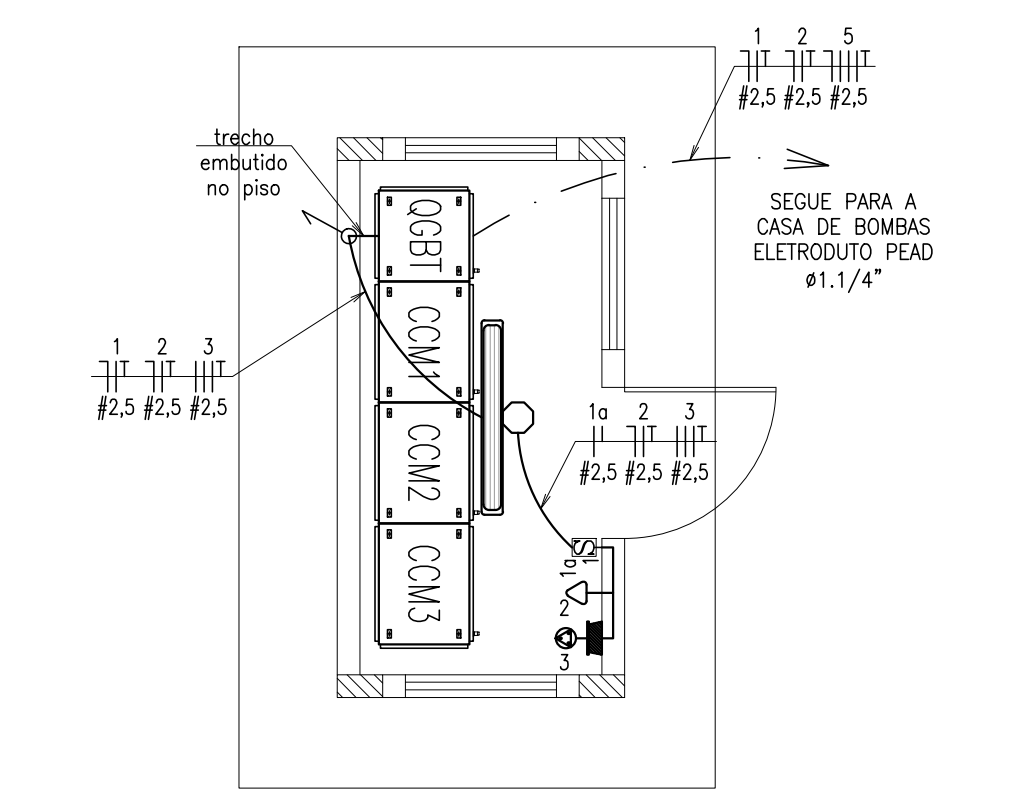 1 2 5
#2,5 #2,5 #2,5
trecho
embutido
no piso
SEGUE PARA A
CASA DE BOMBAS
ELETRODUTO PEAD
ø1.1/4”
QGBT
CCM1
CCM2
CCM3
1 2 3
#2,5 #2,5 #2,5
1a 2 3
#2,5 #2,5 #2,5
S
1a
1
2
3